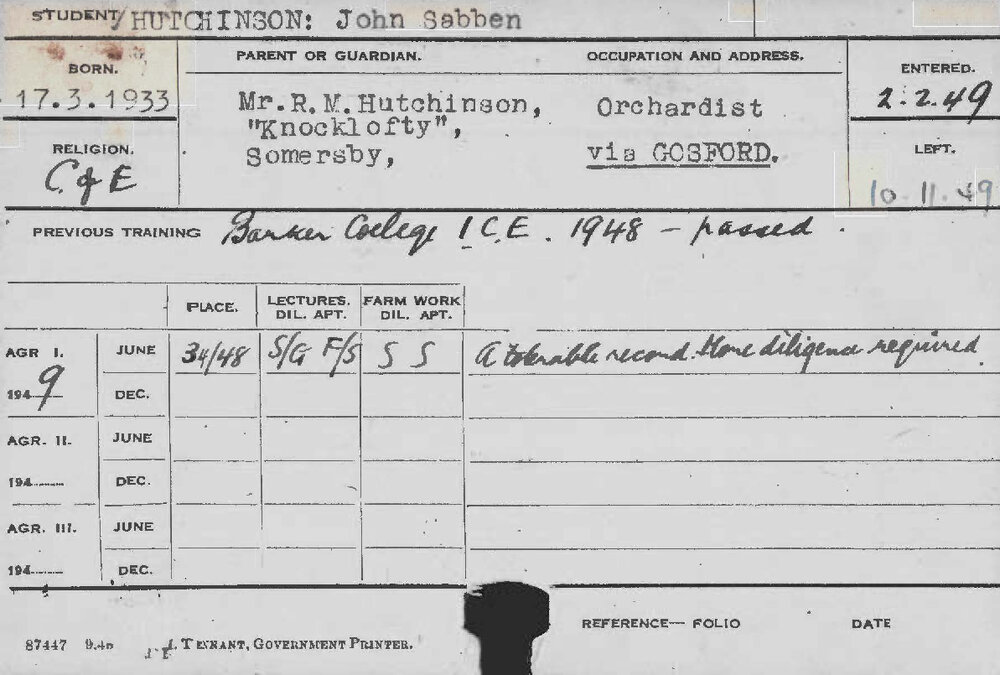 STUDENT/HUTCHINSON: John Sabben
BORN. PARENT OR GUARDIAN. OCCUPATION AND ADDRESS. ENTERED.
17.3.1933 Mr.R.M.Hutchinson, Orchardist 2.2.49
"Knocklofty",
RELIGION. Somersby, via GOSFORD. LEFT.
C of E 10.11.49
PREVIOUS TRAINING Barker College I.C.E. 1948 - passed.
PLACE. LECTURES. FARM WORK
DIL. APT. DIL. APT.
AGR I. JUNE 34/48 S/G F/S S S A tolerable record. More diligence required.
1949 DEC.
AGR. II. JUNE
194 DEC.
AGR. III. JUNE
194 DEC.
REFERENCE— FOLIO DATE
87447 9.48 TENNANT, GOVERNMENT PRINTER.